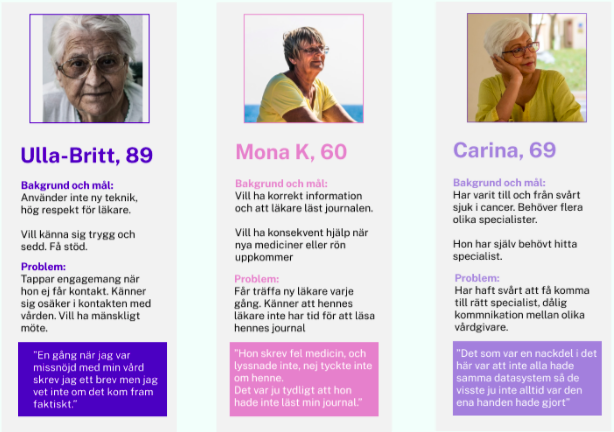 Ulla-Britt, 89
Bakgrund och mål:
Använder inte ny teknik,
hög respekt för läkare.
Vill känna sig trygg och
sedd. Få stöd.
Problem:
Tappar engagemang när
hon ej får kontakt. Känner
sig osäker i kontakten med
vården. Vill ha mänskligt
möte.
"En gång när jag var
missnöjd med min vård
skrev jag ett brev men jag
vet inte om det kom fram
faktiskt."
Mona K, 60
Bakgrund och mål:
Vill ha korrekt information
och att läkare läst journalen.
Vill ha konsekvent hjälp när
nya mediciner eller rön
uppkommer
Problem:
Får träffa ny läkare varje
gång. Känner att hennes
läkare inte har tid för att läsa
hennes journal
"Hon skrev fel medicin, och
lyssnade inte, nej tyckte inte
om henne.
Det var ju tydligt att hon
hade inte läst min journal."
Carina, 69
Bakgrund och mål:
Har varit till och från svårt
sjuk i cancer. Behöver flera
olika specialister.
Hon har själv behövt hitta
specialist.
Problem:
Har haft svårt att få komma
till rätt specialist, dålig
kommnikation mellan olika
vårdgivare.
"Det som var en nackdel i det
här var att inte alla hade
samma datasystem så de
visste ju inte alltid var den
ena handen hade gjort"